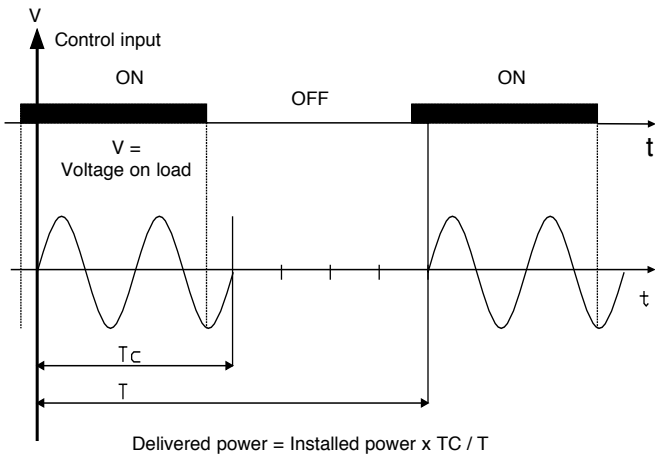 V
Control input
ON
OFF
ON
t
V =
Voltage on load
t
Tc
T
Delivered power = Installed power x TC / T